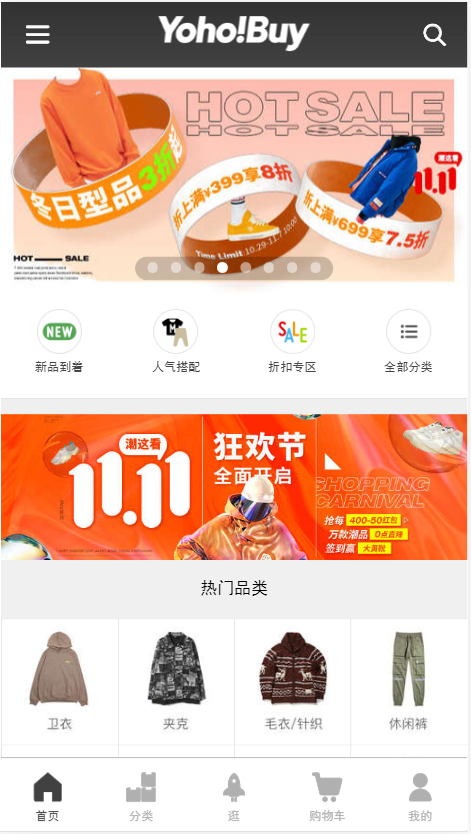 Yoho!Buy
HOT SALE
HOT SALE
潮这看
11.11
冬日型品3折
折上满¥399享8折
折上满¥699享7.5折
Time Limit 10.29-11.7 10:00
HOT SALE
NEW
M
SALE
新品到着
人气搭配
折扣专区
全部分类
潮这看
11.11
狂欢节
全面开启
SHOPPING
CARNIVAL
抢每 400-50红包
万款潮品 0点直降
签到赢 大再靓
热门品类
卫衣
夹克
毛衣/针织
休闲裤
首页
分类
逛
购物车
我的